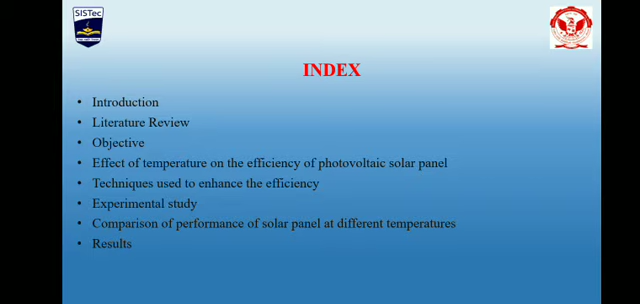 SISTec
INDEX
• Introduction
• Literature Review
• Objective
• Effect of temperature on the efficiency of photovoltaic solar panel
• Techniques used to enhance the efficiency
• Experimental study
• Comparison of performance of solar panel at different temperatures
• Results